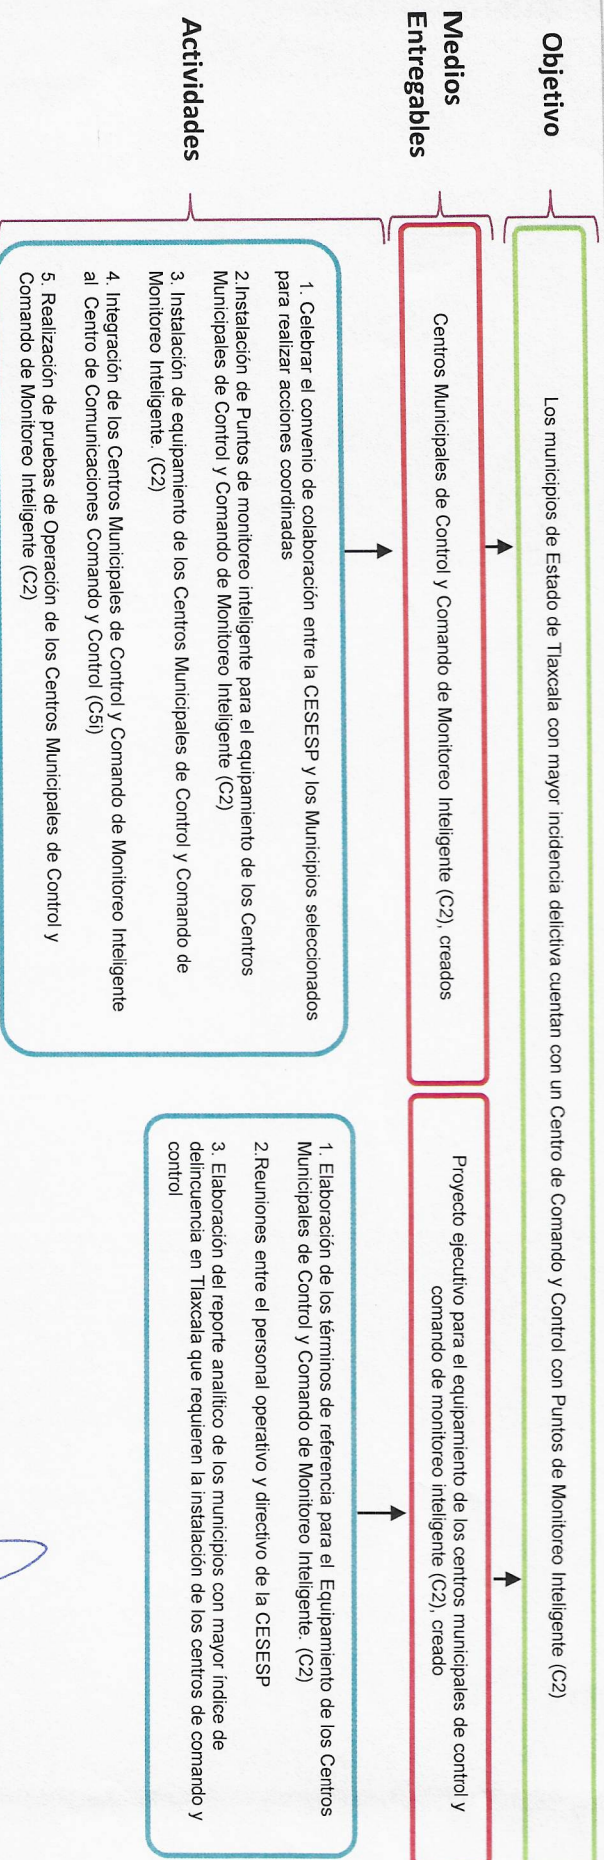 Objetivo
Los municipios de Estado de Tlaxcala con mayor incidencia delictiva cuentan con un Centro de Comando y Control con Puntos de Monitoreo Inteligente (C2)
Medios
Entregables
Centros Municipales de Control y Comando de Monitoreo Inteligente (C2), creados
Proyecto ejecutivo para el equipamiento de los centros municipales de control y
comando de monitoreo inteligente (C2), creado
Actividades
1. Celebrar el convenio de colaboración entre la CESESP y los Municipios seleccionados
para realizar acciones coordinadas
2.Instalación de Puntos de monitoreo inteligente para el equipamiento de los Centros
Municipales de Control y Comando de Monitoreo Inteligente (C2)
3. Instalación de equipamiento de los Centros Municipales de Control y Comando de
Monitoreo Inteligente. (C2)
4. Integración de los Centros Municipales de Control y Comando de Monitoreo Inteligente
al Centro de Comunicaciones Comando y Control (C5i)
5. Realización de pruebas de Operación de los Centros Municipales de Control y
Comando de Monitoreo Inteligente (C2)
1. Elaboración de los términos de referencia para el Equipamiento de los Centros
Municipales de Control y Comando de Monitoreo Inteligente. (C2)
2.Reuniones entre el personal operativo y directivo de la CESESP
3. Elaboración del reporte analítico de los municipios con mayor índice de
delincuencia en Tlaxcala que requieren la instalación de los centros de comando y
control